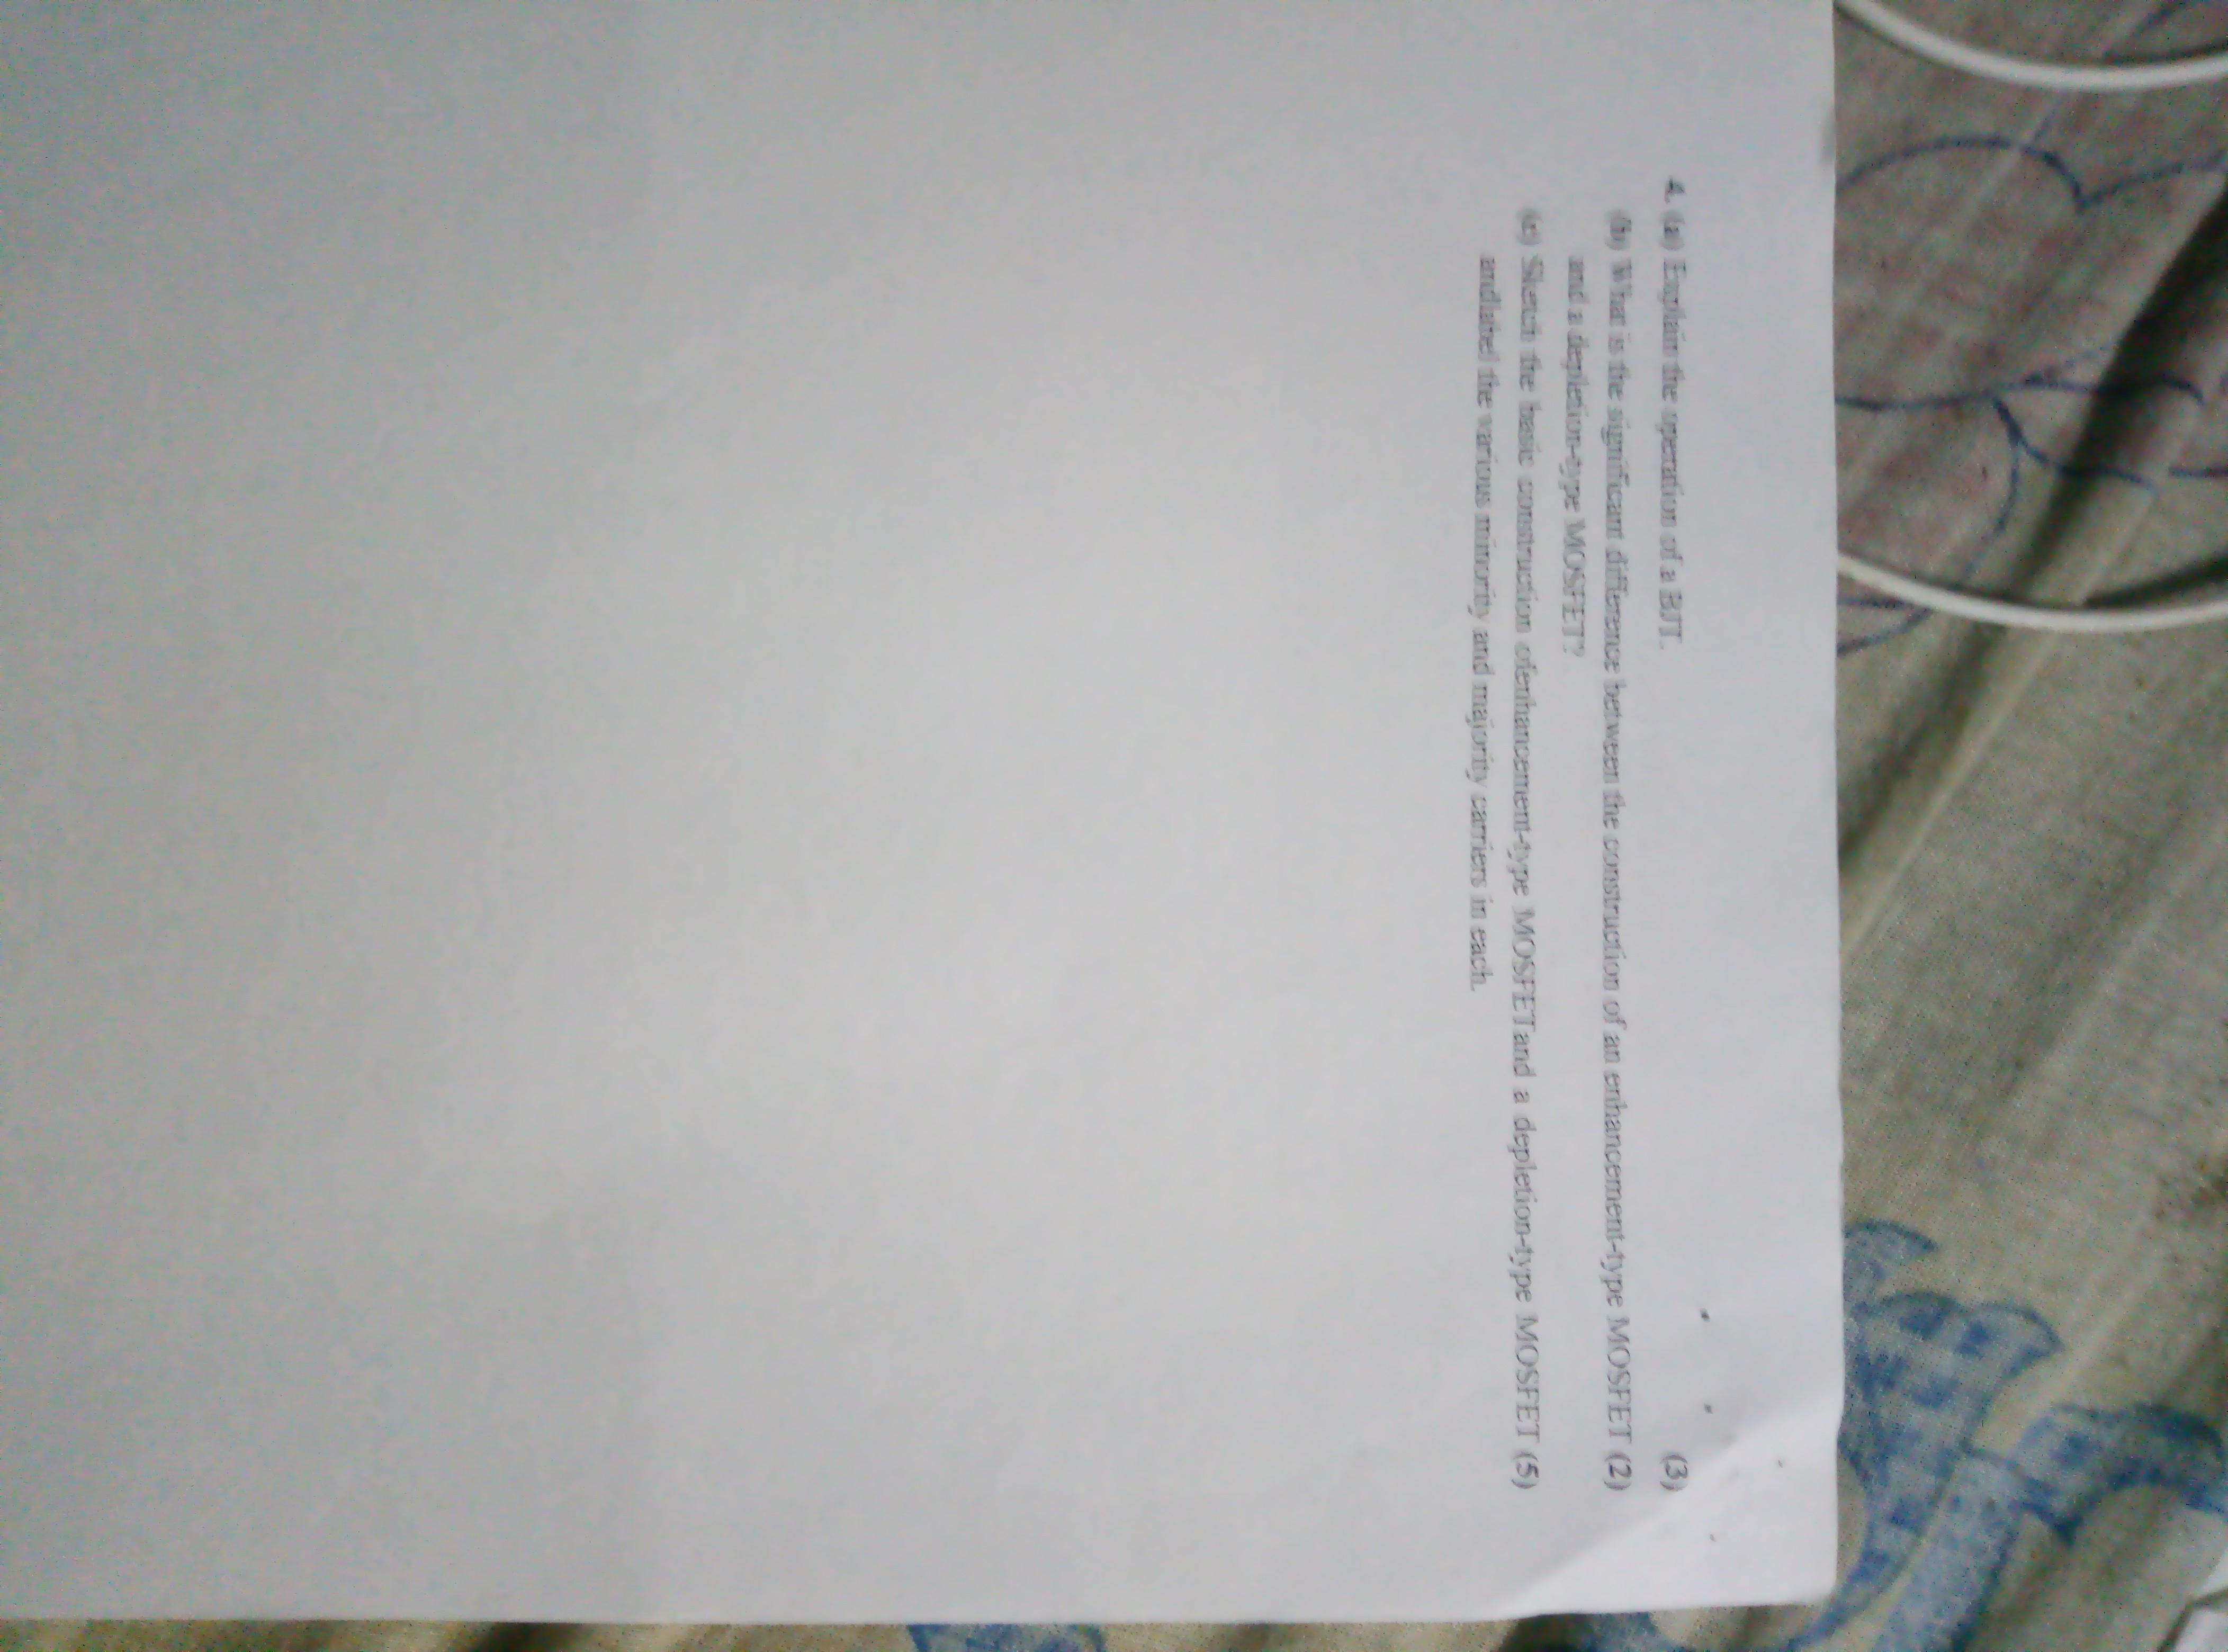 4. (a) Explain the operation of a BJT. (3)
(b) What is the significant difference between the construction of an enhancement-type MOSFET (2)
and a depletion-type MOSFET?
(c) Sketch the basic construction ofenhancement-type MOSFETand a depletion-type MOSFET (5)
andlabel the various minority and majority carriers in each.